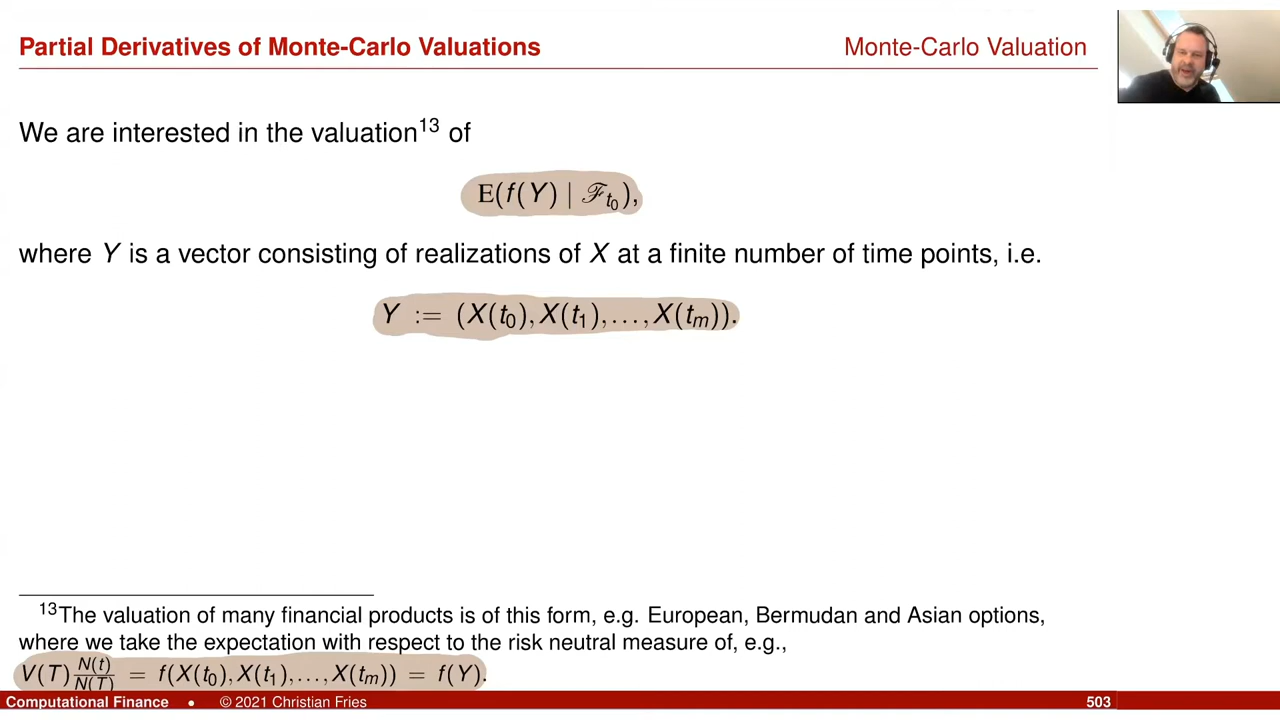 Partial Derivatives of Monte-Carlo Valuations Monte-Carlo Valuation
We are interested in the valuation¹³ of
E(f(Y) | ℱ_{t₀}),
where Y is a vector consisting of realizations of X at a finite number of time points, i.e.
Y := (X(t₀), X(t₁), . . . , X(tₘ)).
¹³The valuation of many financial products is of this form, e.g. European, Bermudan and Asian options,
where we take the expectation with respect to the risk neutral measure of, e.g.,
V(T) N(t)/N(T) = f(X(t₀), X(t₁), . . . , X(tₘ)) = f(Y).
Computational Finance • © 2021 Christian Fries 503